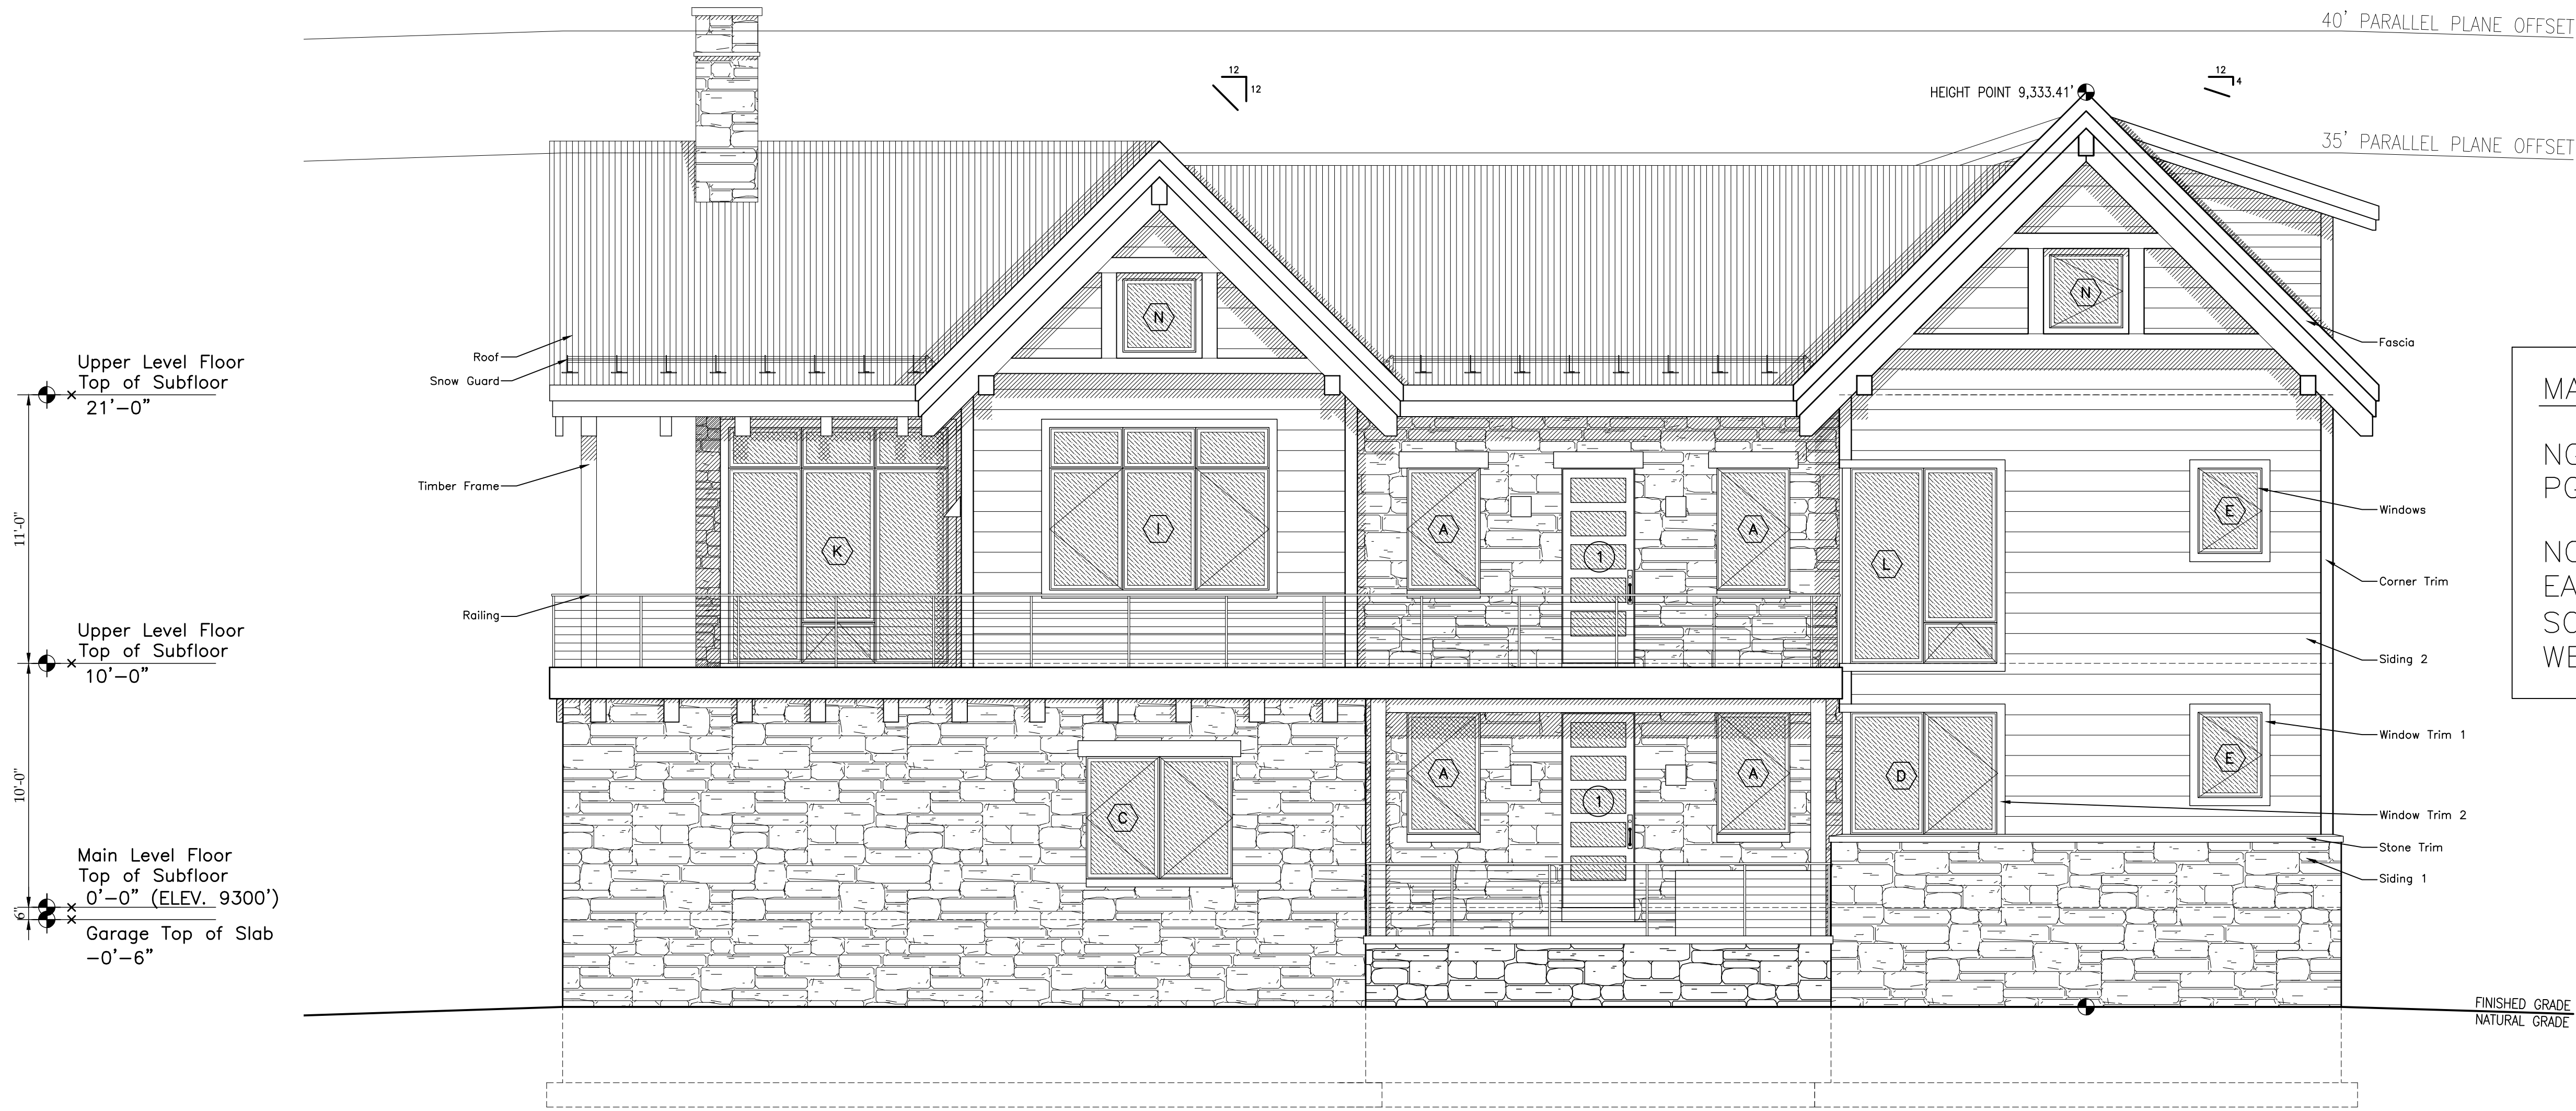 40' PARALLEL PLANE OFFSET
12
12
12
4
HEIGHT POINT 9,333.41'
35' PARALLEL PLANE OFFSET
N
N
Roof
Snow Guard
Fascia
Upper Level Floor
Top of Subfloor
21'-0"
Timber Frame
11'-0"
K
I
A
1
A
L
E
Windows
Corner Trim
Railing
Upper Level Floor
Top of Subfloor
10'-0"
Siding 2
10'-0"
C
A
1
A
D
E
Window Trim 1
Window Trim 2
Stone Trim
Siding 1
Main Level Floor
Top of Subfloor
0'-0" (ELEV. 9300')
6"
Garage Top of Slab
-0'-6"
FINISHED GRADE
NATURAL GRADE